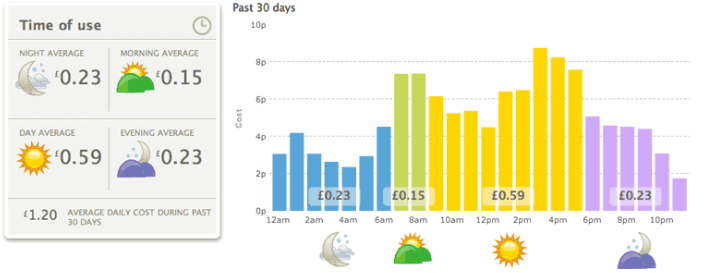 Time of use
NIGHT AVERAGE
£0.23
MORNING AVERAGE
£0.15
DAY AVERAGE
£0.59
EVENING AVERAGE
£0.23
£1.20 AVERAGE DAILY COST DURING PAST
30 DAYS
Past 30 days
10p
8p
6p
4p
2p
0p
Cost
£0.23 £0.15 £0.59 £0.23
12am 2am 4am 6am 8am 10am 12pm 2pm 4pm 6pm 8pm 10pm